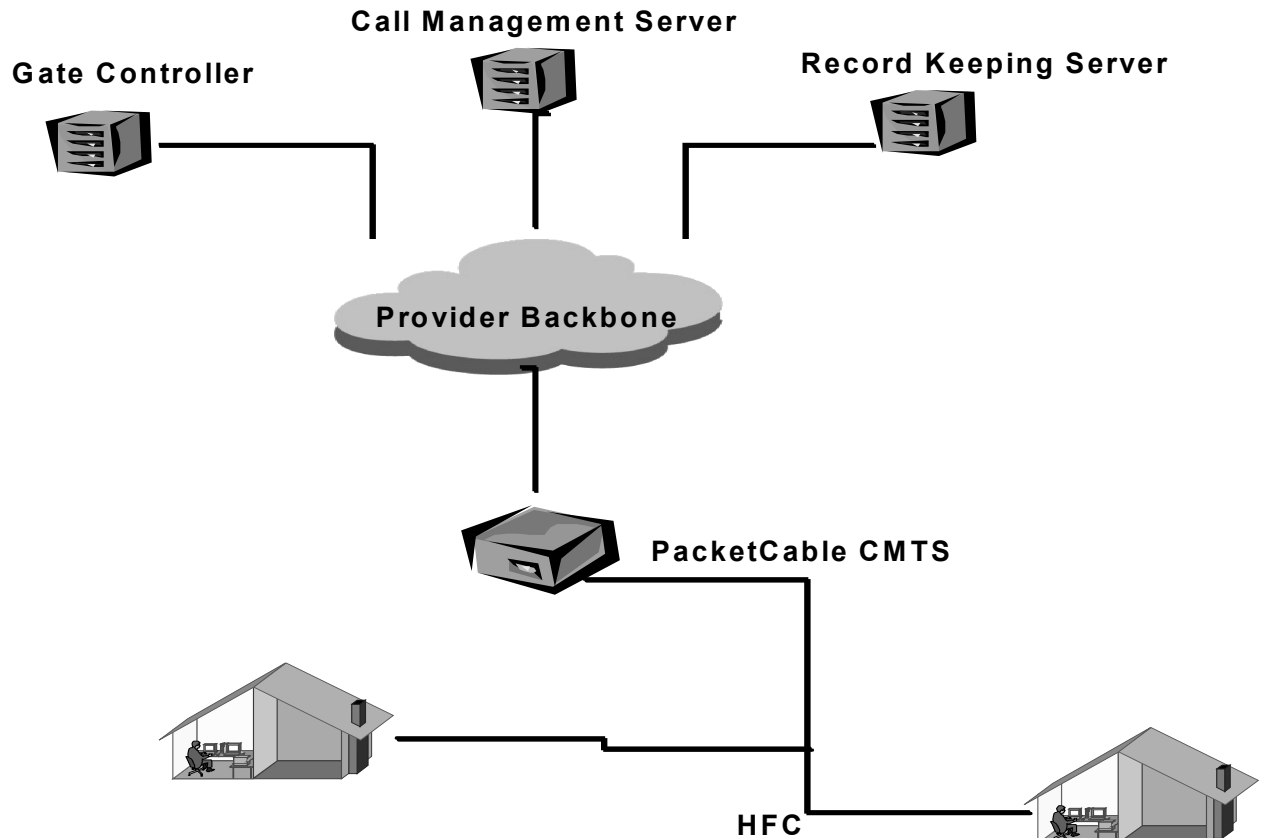 Call Management Server
Gate Controller
Record Keeping Server
Provider Backbone
PacketCable CMTS
HFC